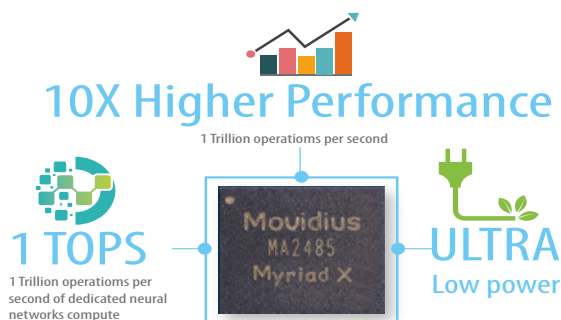 10X Higher Performance
1 Trillion operatioms per second
Movidius
MA2485
Myriad X
1 TOPS
1 Trillion operatioms per
second of dedicated neural
networks compute
ULTRA
Low power